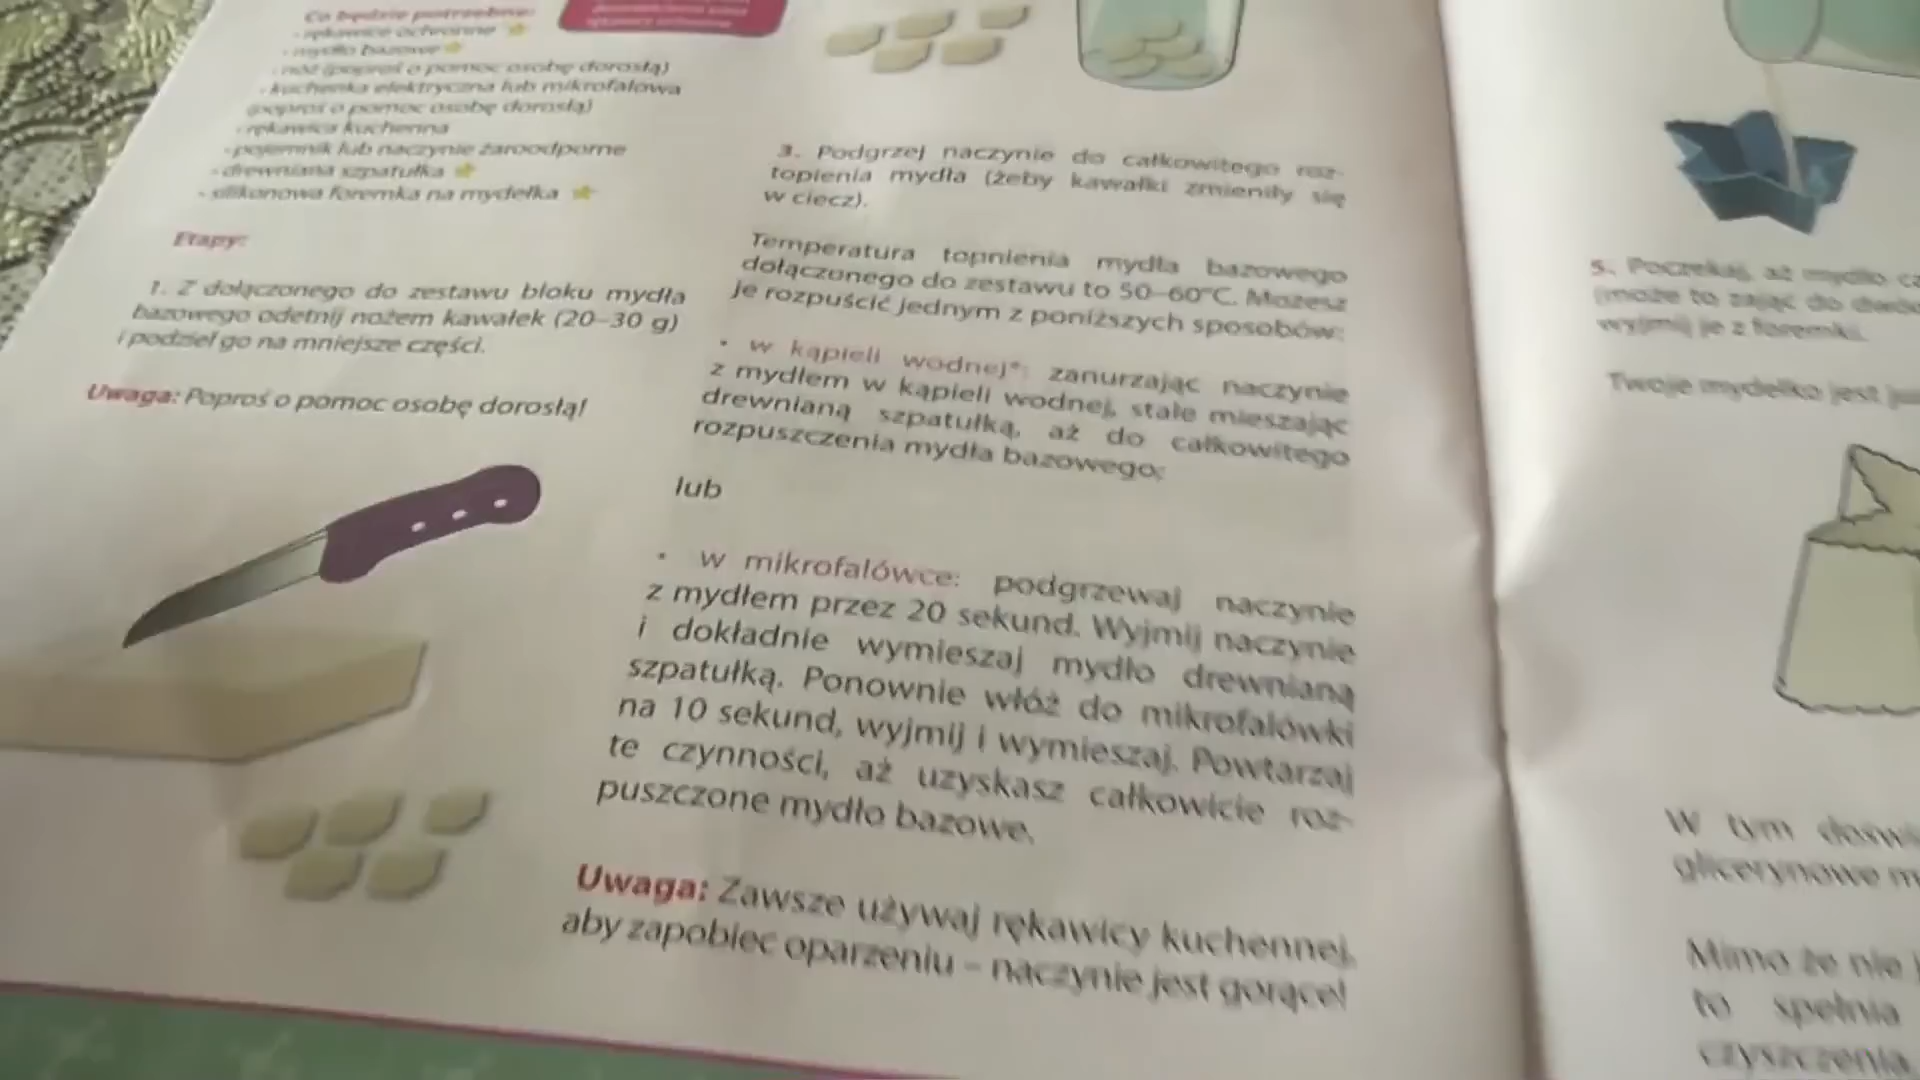 Co będzie potrzebne:
- rękawice ochronne
- mydło bazowe
- nóż (poproś o pomoc osobę dorosłą)
- kuchenka elektryczna lub mikrofalowa
(poproś o pomoc osobę dorosłą)
- rękawica kuchenna
- pojemnik lub naczynie żaroodporne
- drewniana szpatułka
- silikonowa foremka na mydełka
Etapy:
1. Z dołączonego do zestawu bloku mydła
bazowego odetnij nożem kawałek (20–30 g)
i podziel go na mniejsze części.
Uwaga: Poproś o pomoc osobę dorosłą!
3. Podgrzej naczynie do całkowitego roz-
topienia mydła (żeby kawałki zmieniły się
w ciecz).
Temperatura topnienia mydła bazowego
dołączonego do zestawu to 50–60°C. Możesz
je rozpuścić jednym z poniższych sposobów:
• w kąpieli wodnej*: zanurzając naczynie
z mydłem w kąpieli wodnej, stale mieszając
drewnianą szpatułką, aż do całkowitego
rozpuszczenia mydła bazowego;
lub
• w mikrofalówce: podgrzewaj naczynie
z mydłem przez 20 sekund. Wyjmij naczynie
i dokładnie wymieszaj mydło drewnianą
szpatułką. Ponownie włóż do mikrofalówki
na 10 sekund, wyjmij i wymieszaj. Powtarzaj
te czynności, aż uzyskasz całkowicie roz-
puszczone mydło bazowe.
Uwaga: Zawsze używaj rękawicy kuchennej,
aby zapobiec oparzeniu – naczynie jest gorące!
5. Poczekaj, aż mydło
(może to zająć do
wyjmij je z foremki.
Twoje mydełko jest
W tym
glicerynowe
Mimo że nie
to spełnia
czyszczenia